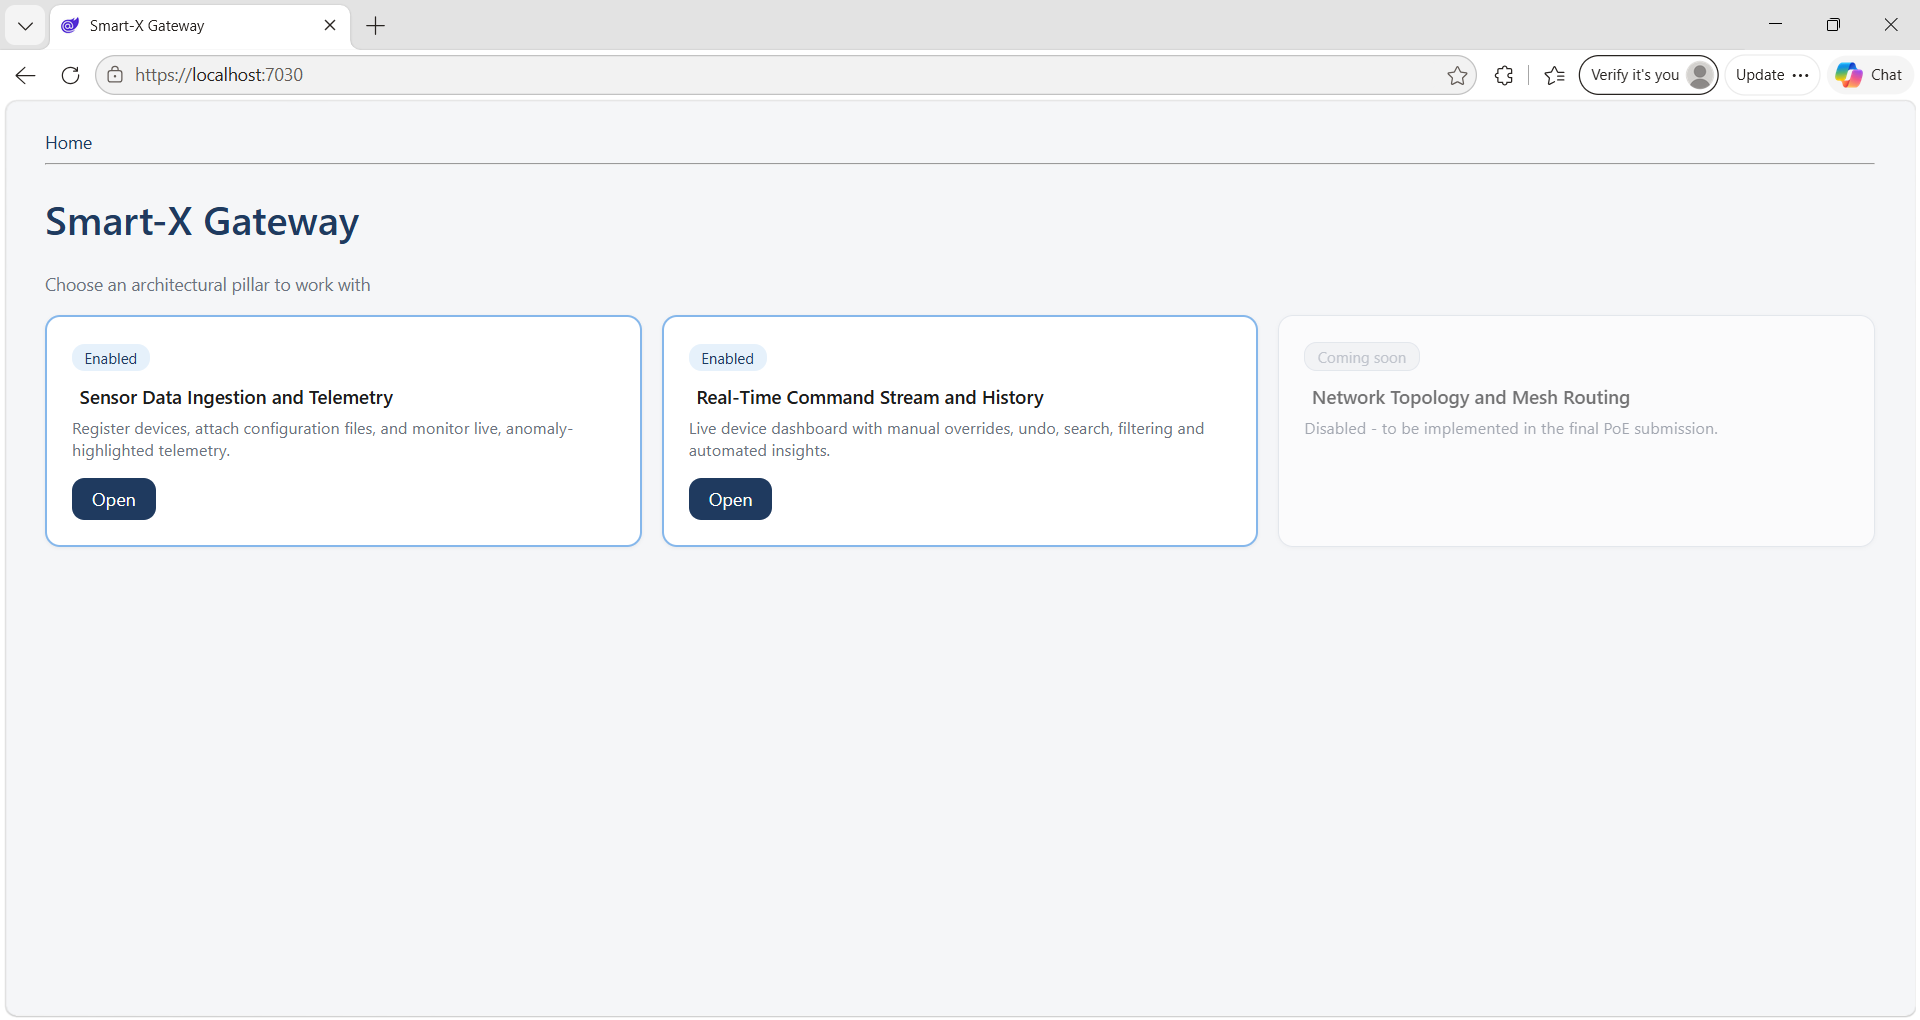 Smart-X Gateway
https://localhost:7030
Verify it's you
Update
Chat
Home
Smart-X Gateway
Choose an architectural pillar to work with
Enabled
Sensor Data Ingestion and Telemetry
Register devices, attach configuration files, and monitor live, anomaly-
highlighted telemetry.
Open
Enabled
Real-Time Command Stream and History
Live device dashboard with manual overrides, undo, search, filtering and
automated insights.
Open
Coming soon
Network Topology and Mesh Routing
Disabled - to be implemented in the final PoE submission.